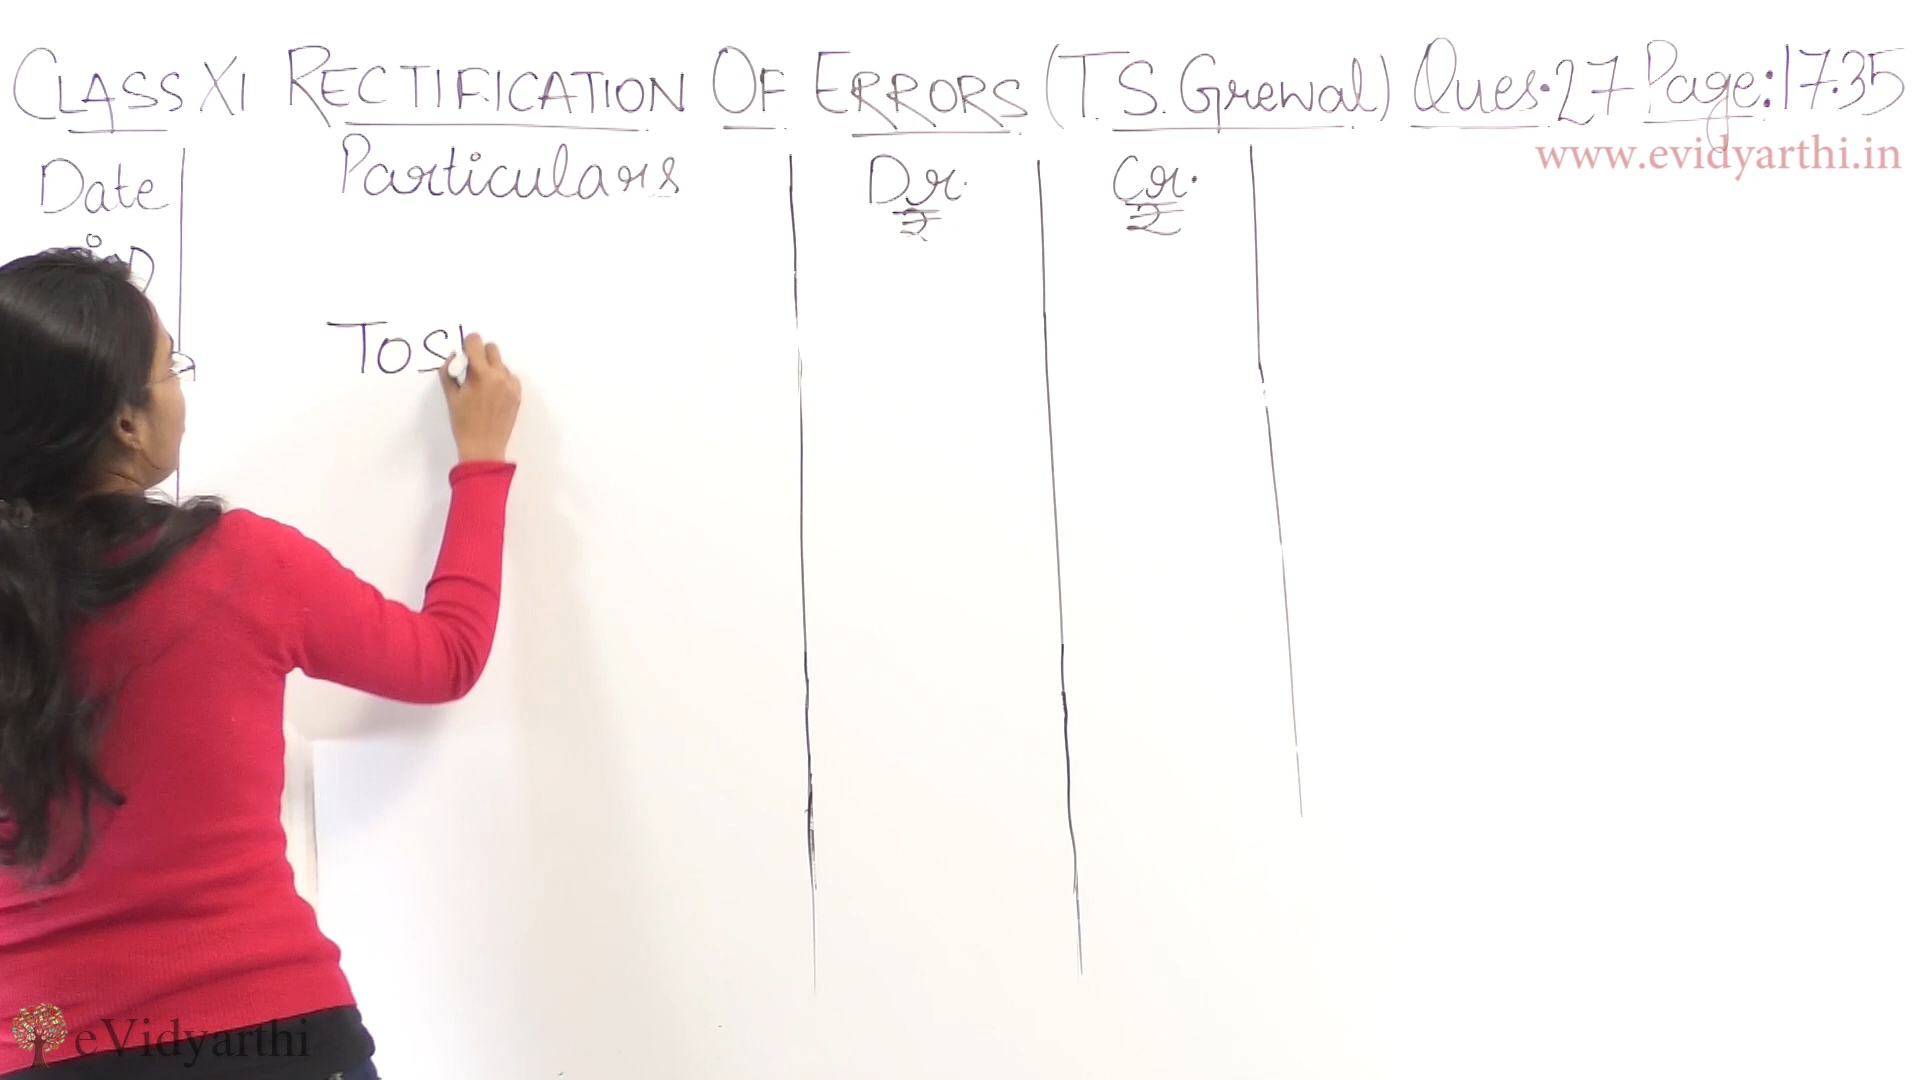 CLASS XI RECTIFICATION OF ERRORS (T.S. Grewal) Ques. 27 Page: 17.35
www.evidyarthi.in
Date Particulars Dr. Cr.
₹ ₹
To
eVidyarthi